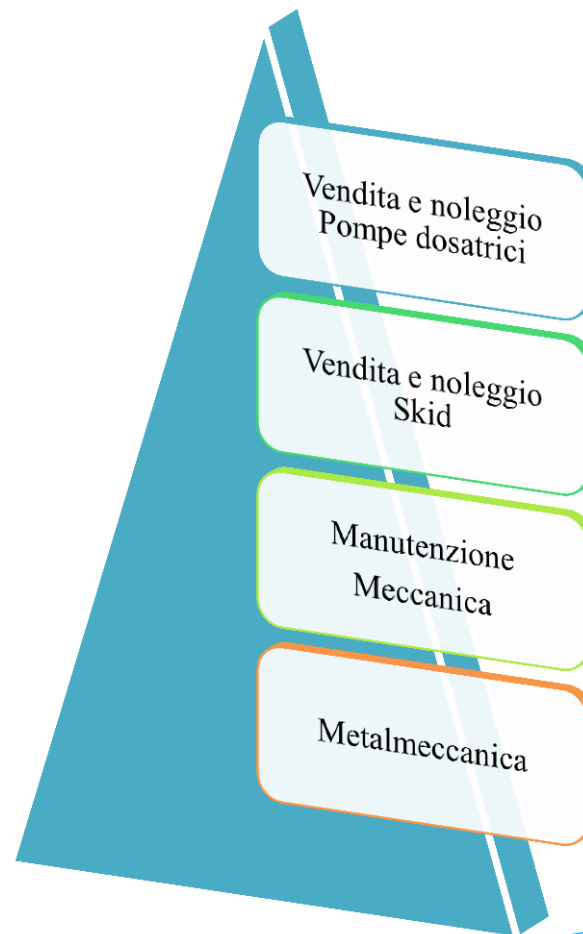 Vendita e noleggio
Pompe dosatrici
Vendita e noleggio
Skid
Manutenzione
Meccanica
Metalmeccanica